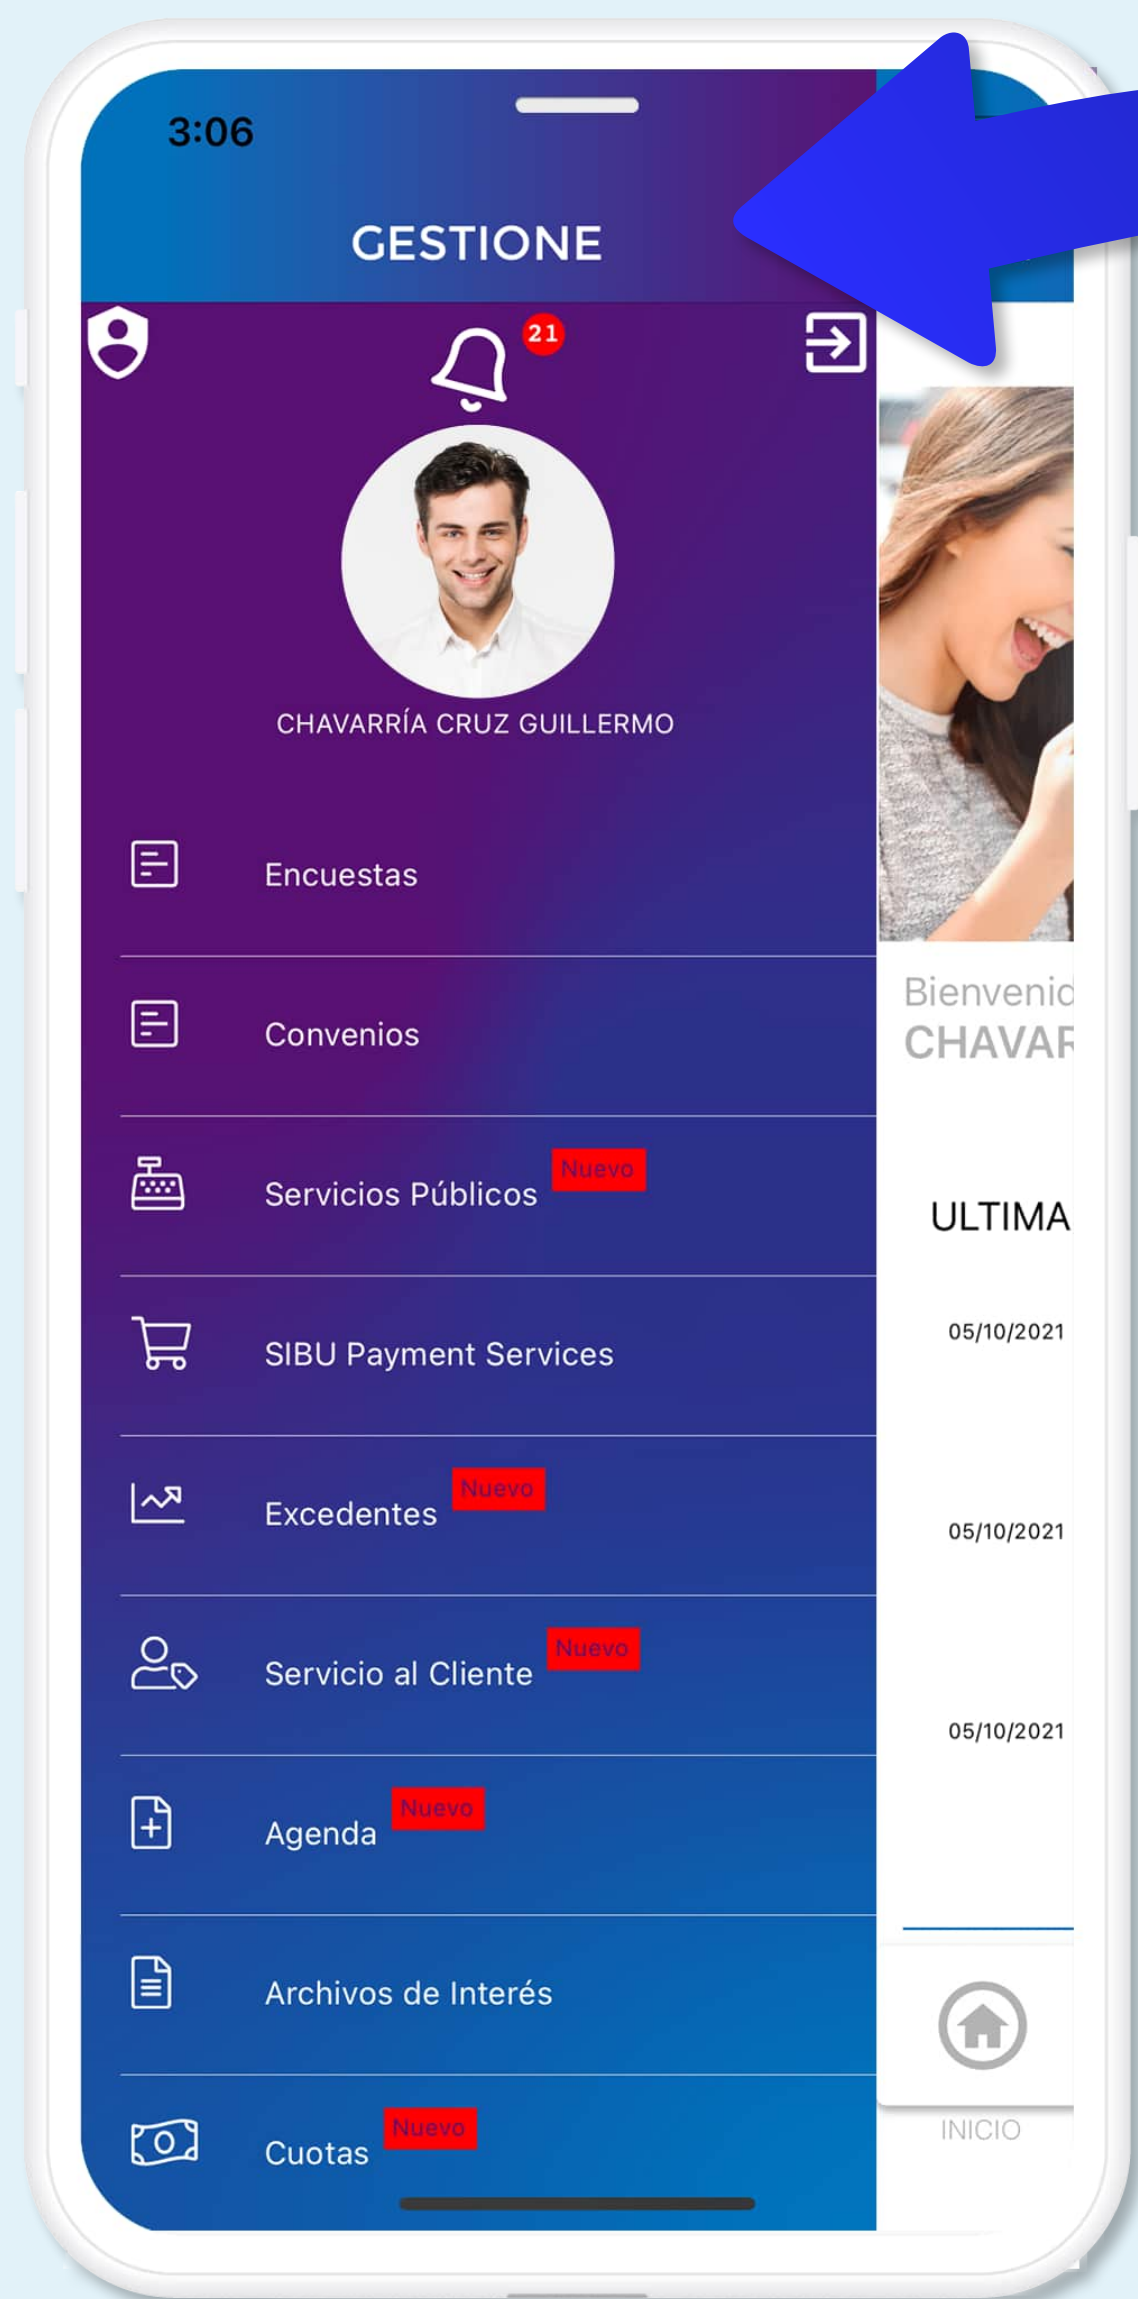 3:06
GESTIONE
21
CHAVARRÍA CRUZ GUILLERMO
Encuestas
Convenios
Servicios Públicos Nuevo
SIBU Payment Services
Excedentes Nuevo
Servicio al Cliente Nuevo
Agenda Nuevo
Archivos de Interés
Cuotas Nuevo
Bienvenid
CHAVAR
ULTIMA
05/10/2021
05/10/2021
05/10/2021
INICIO